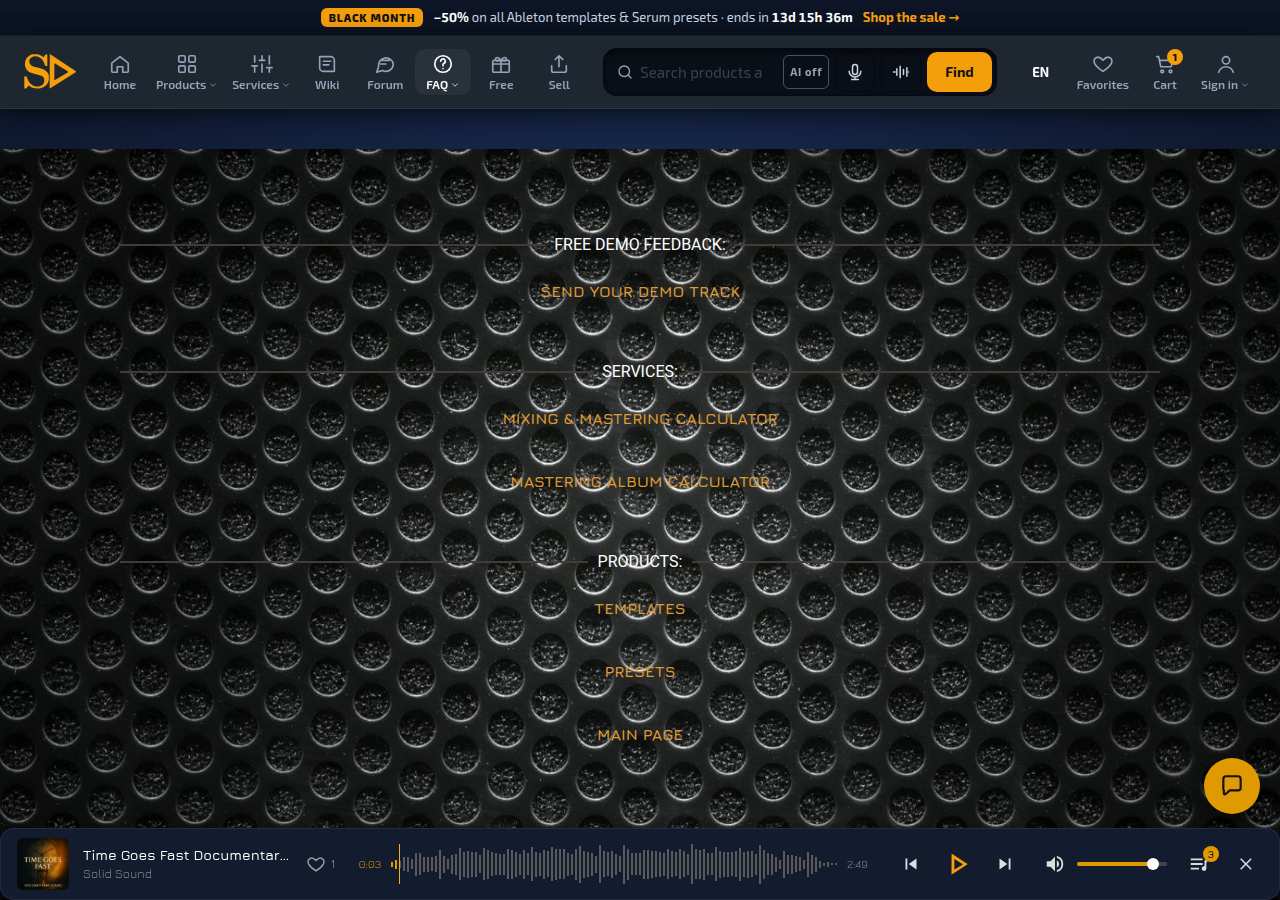 BLACK MONTH −50% on all Ableton templates & Serum presets · ends in 13d 15h 36m Shop the sale →
Home
Products
Services
Wiki
Forum
FAQ
Free
Sell
Search products a
AI off
Find
EN
Favorites
1
Cart
Sign in
FREE DEMO FEEDBACK:
SEND YOUR DEMO TRACK
SERVICES:
MIXING & MASTERING CALCULATOR
MASTERING ALBUM CALCULATOR
PRODUCTS:
TEMPLATES
PRESETS
MAIN PAGE
TIME GOES
FAST
Time Goes Fast Documentar...
Solid Sound
1
0:03
2:49
3